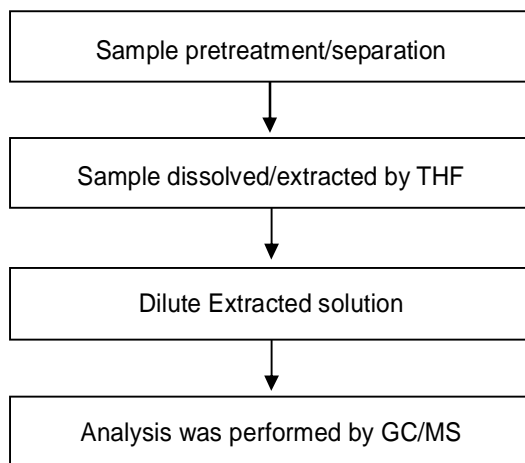 Sample pretreatment/separation
Sample dissolved/extracted by THF
Dilute Extracted solution
Analysis was performed by GC/MS